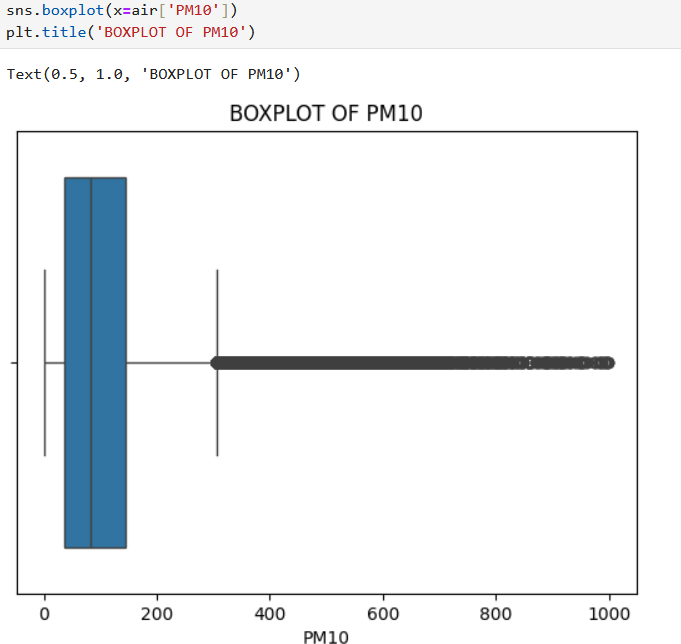 sns.boxplot(x=air['PM10'])
plt.title('BOXPLOT OF PM10')
Text(0.5, 1.0, 'BOXPLOT OF PM10')
BOXPLOT OF PM10
0 200 400 600 800 1000
PM10